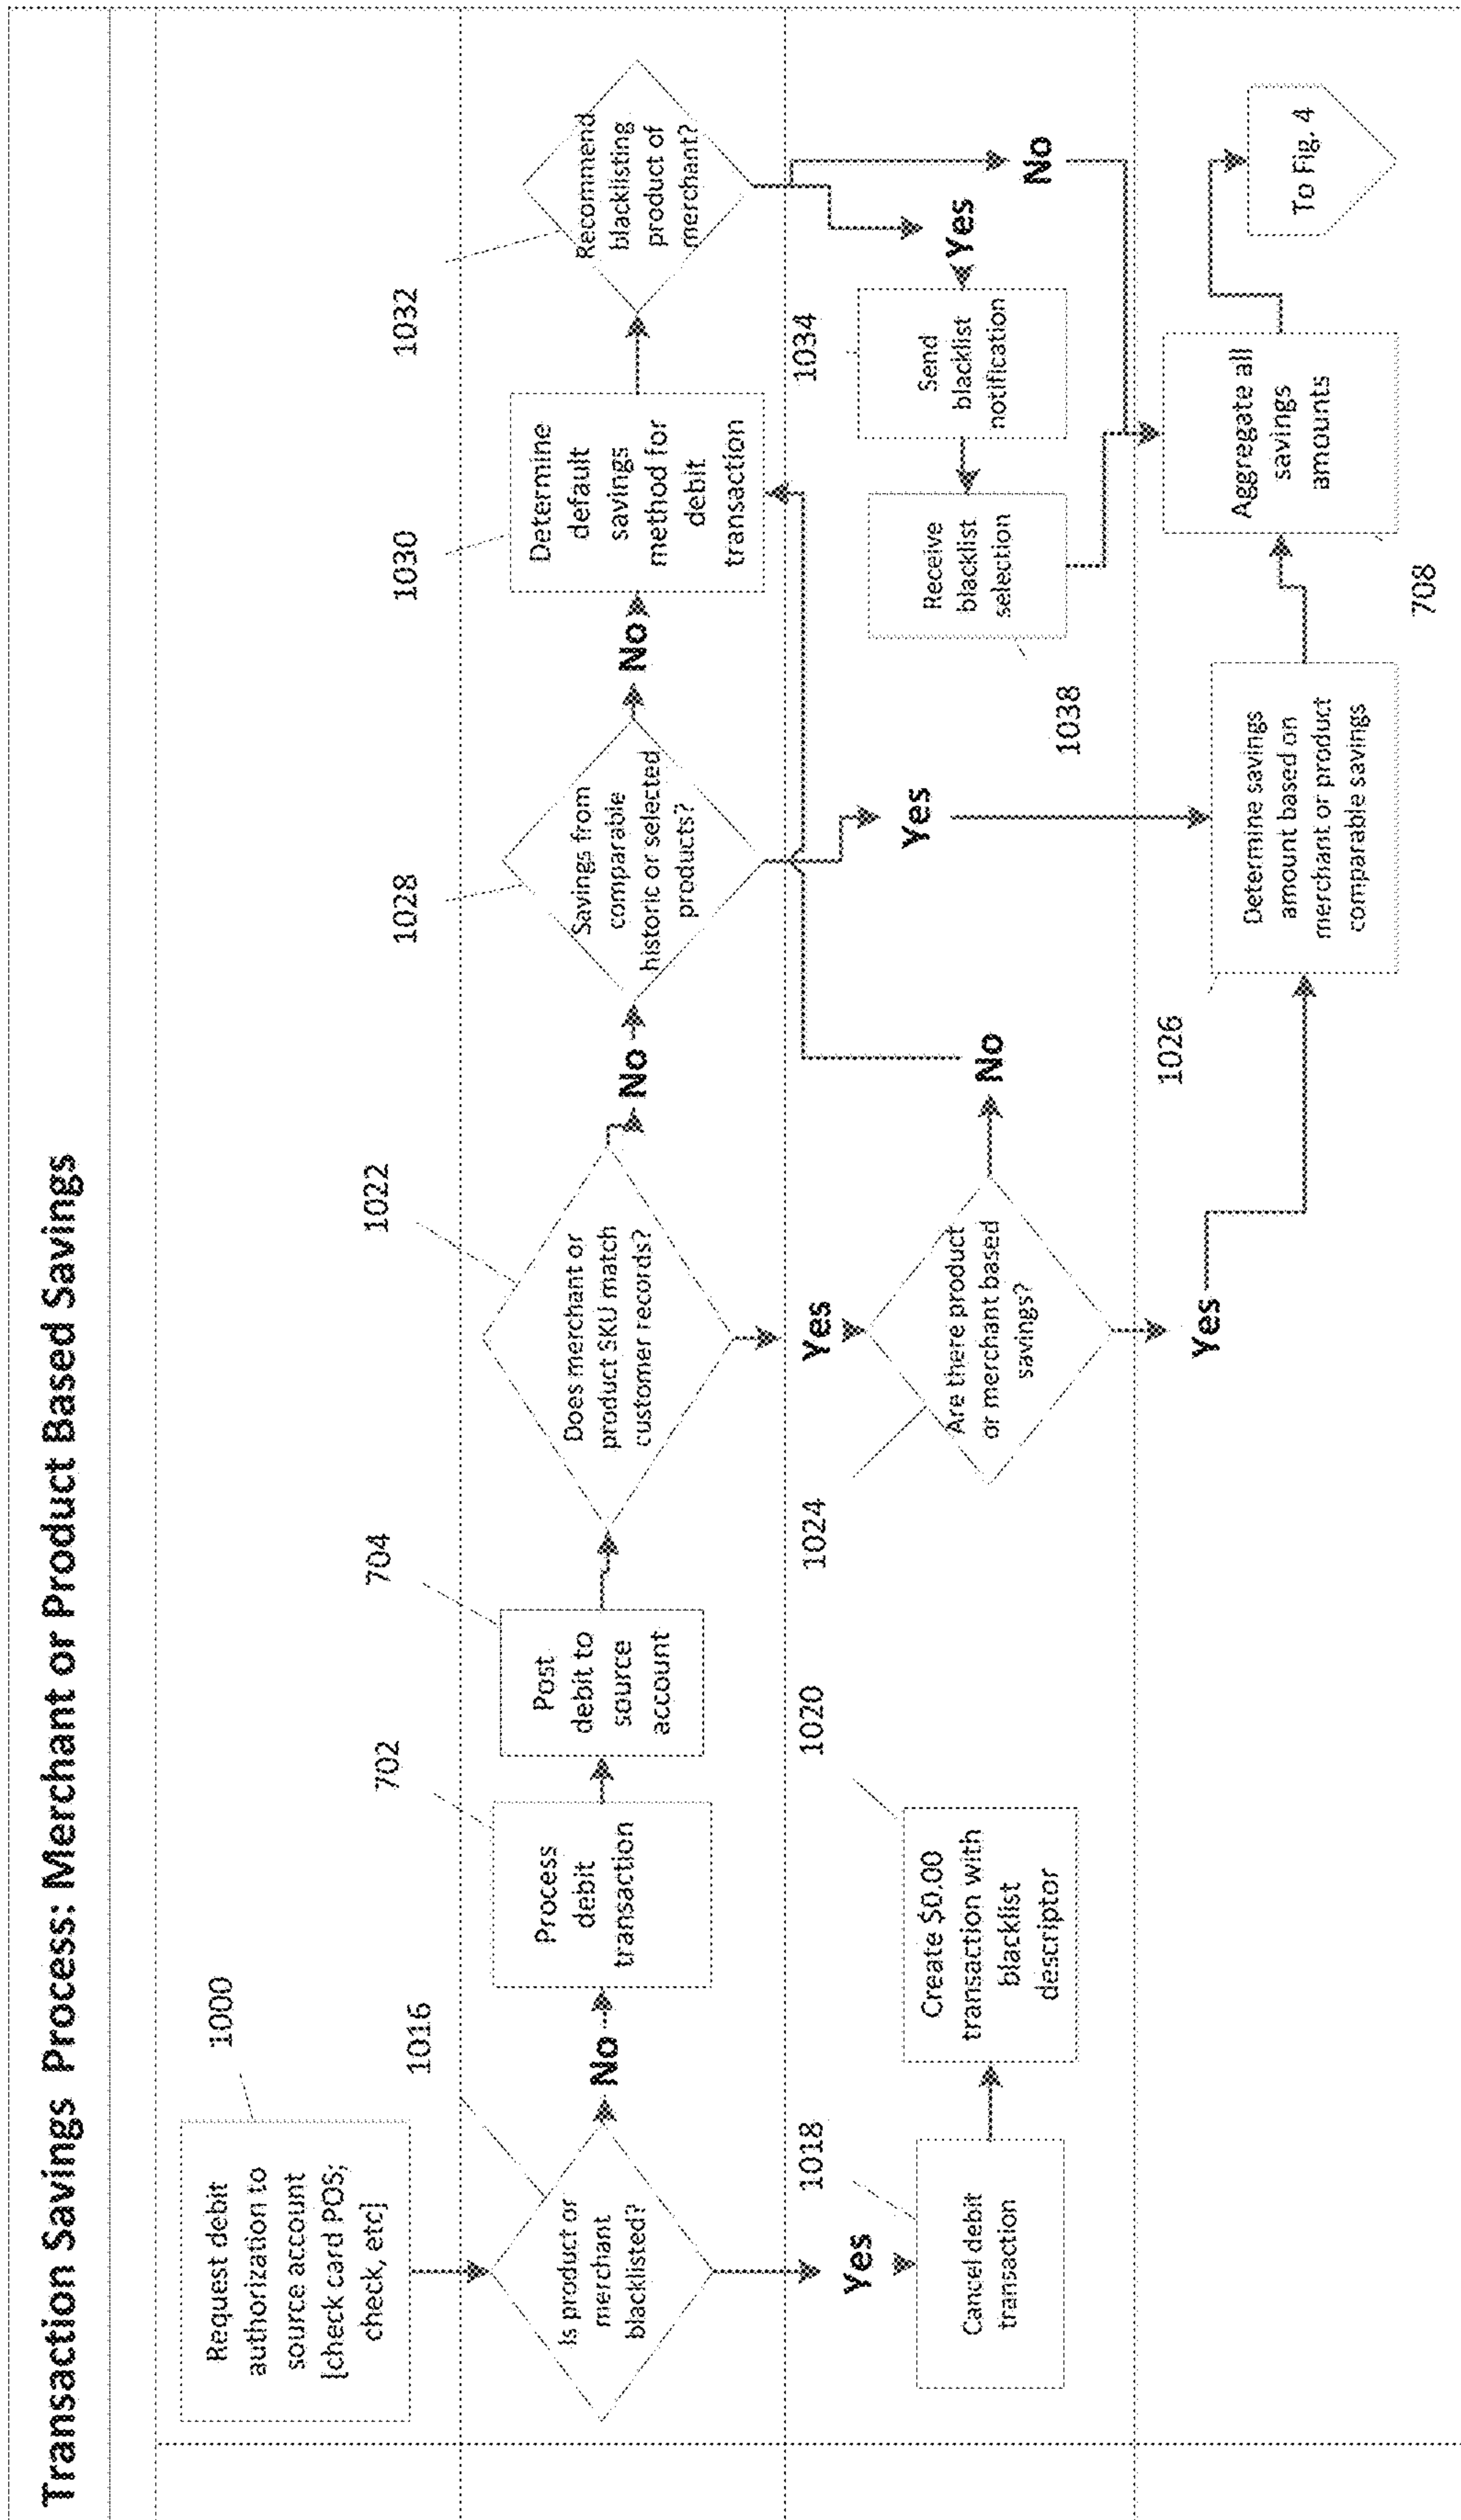 Transaction Savings Process: Merchant or Product Based Savings
1000
Request debit
authorization to
source account
[check card POS;
check, etc]
1016
Is product or
merchant
blacklisted?
No
702
Process
debit
transaction
704
Post
debit to
source
account
1022
Does merchant or
product SKU match
customer records?
No
1028
Savings from
comparable
historic or selected
products?
No
1030
Determine
default
savings
method for
debit
transaction
1032
Recommend
blacklisting
product of
merchant?
Yes
1018
Cancel debit
transaction
1020
Create $0.00
transaction with
blacklist
descriptor
Yes
1024
Are there product
or merchant based
savings?
No
Yes
1038
Receive
blacklist
selection
1034
Send
blacklist
notification
Yes
No
Yes
1026
Determine savings
amount based on
merchant or product
comparable savings
708
Aggregate all
savings
amounts
To Fig. 4